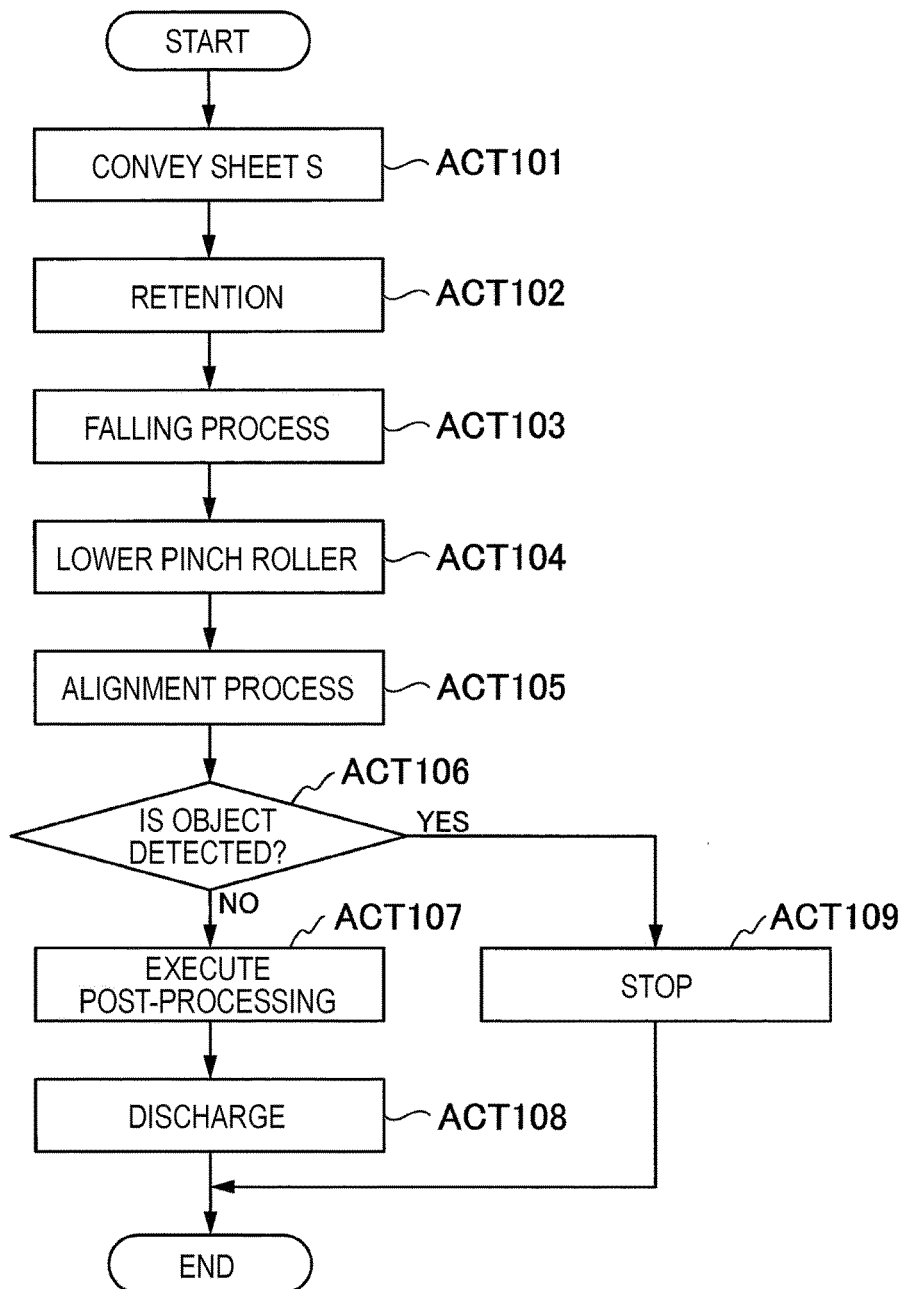 START
CONVEY SHEET S
ACT101
RETENTION
ACT102
FALLING PROCESS
ACT103
LOWER PINCH ROLLER
ACT104
ALIGNMENT PROCESS
ACT105
ACT106
IS OBJECT
DETECTED?
YES
NO
ACT107
EXECUTE
POST-PROCESSING
ACT109
STOP
DISCHARGE
ACT108
END